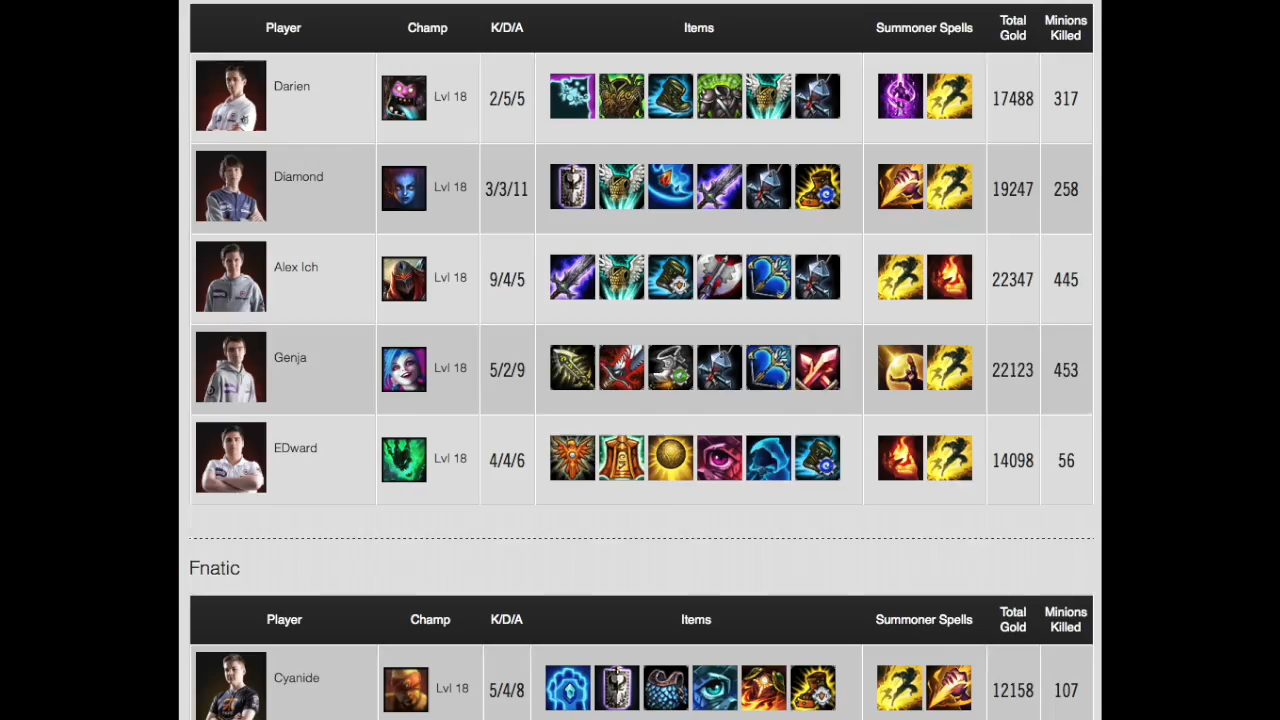 Player Champ K/D/A Items Summoner Spells Total Gold Minions Killed
Darien Lvl 18 2/5/5 17488 317
Diamond Lvl 18 3/3/11 19247 258
Alex Ich Lvl 18 9/4/5 22347 445
Genja Lvl 18 5/2/9 22123 453
EDward Lvl 18 4/4/6 14098 56
Fnatic
Player Champ K/D/A Items Summoner Spells Total Gold Minions Killed
Cyanide Lvl 18 5/4/8 12158 107